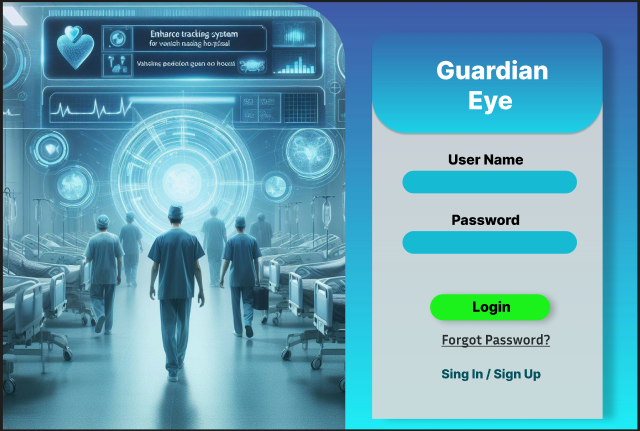 Enhance tracking system
Guardian
Eye
User Name
Password
Login
Forgot Password?
Sing In / Sign Up